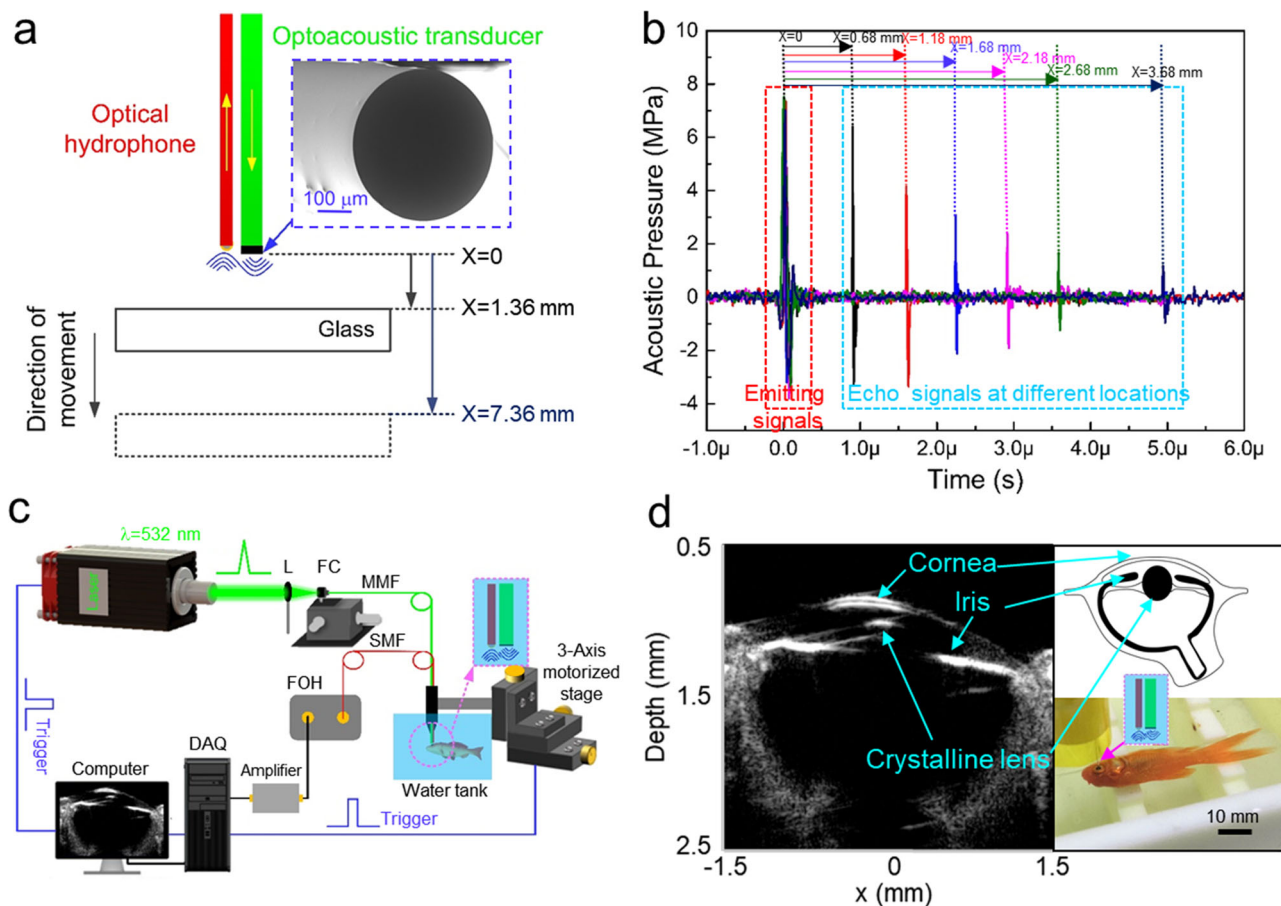 a
Optoacoustic transducer
Optical
hydrophone
100 μm
X=0
X=1.36 mm
Glass
Direction of
movement
X=7.36 mm
b
Acoustic Pressure (MPa)
10
8
6
4
2
0
-2
-4
X=0
X=0.68 mm
X=1.18 mm
X=1.68 mm
X=2.18 mm
X=2.68 mm
X=3.68 mm
Emitting
signals
Echo signals at different locations
-1.0μ 0.0 1.0μ 2.0μ 3.0μ 4.0μ 5.0μ 6.0μ
Time (s)
c
λ=532 nm
Laser
L
FC
MMF
SMF
FOH
3-Axis
motorized
stage
Trigger
DAQ
Computer
Amplifier
Water tank
Trigger
d
0.5
Depth (mm)
1.5
2.5
Cornea
Iris
Crystalline lens
10 mm
-1.5 0 1.5
x (mm)